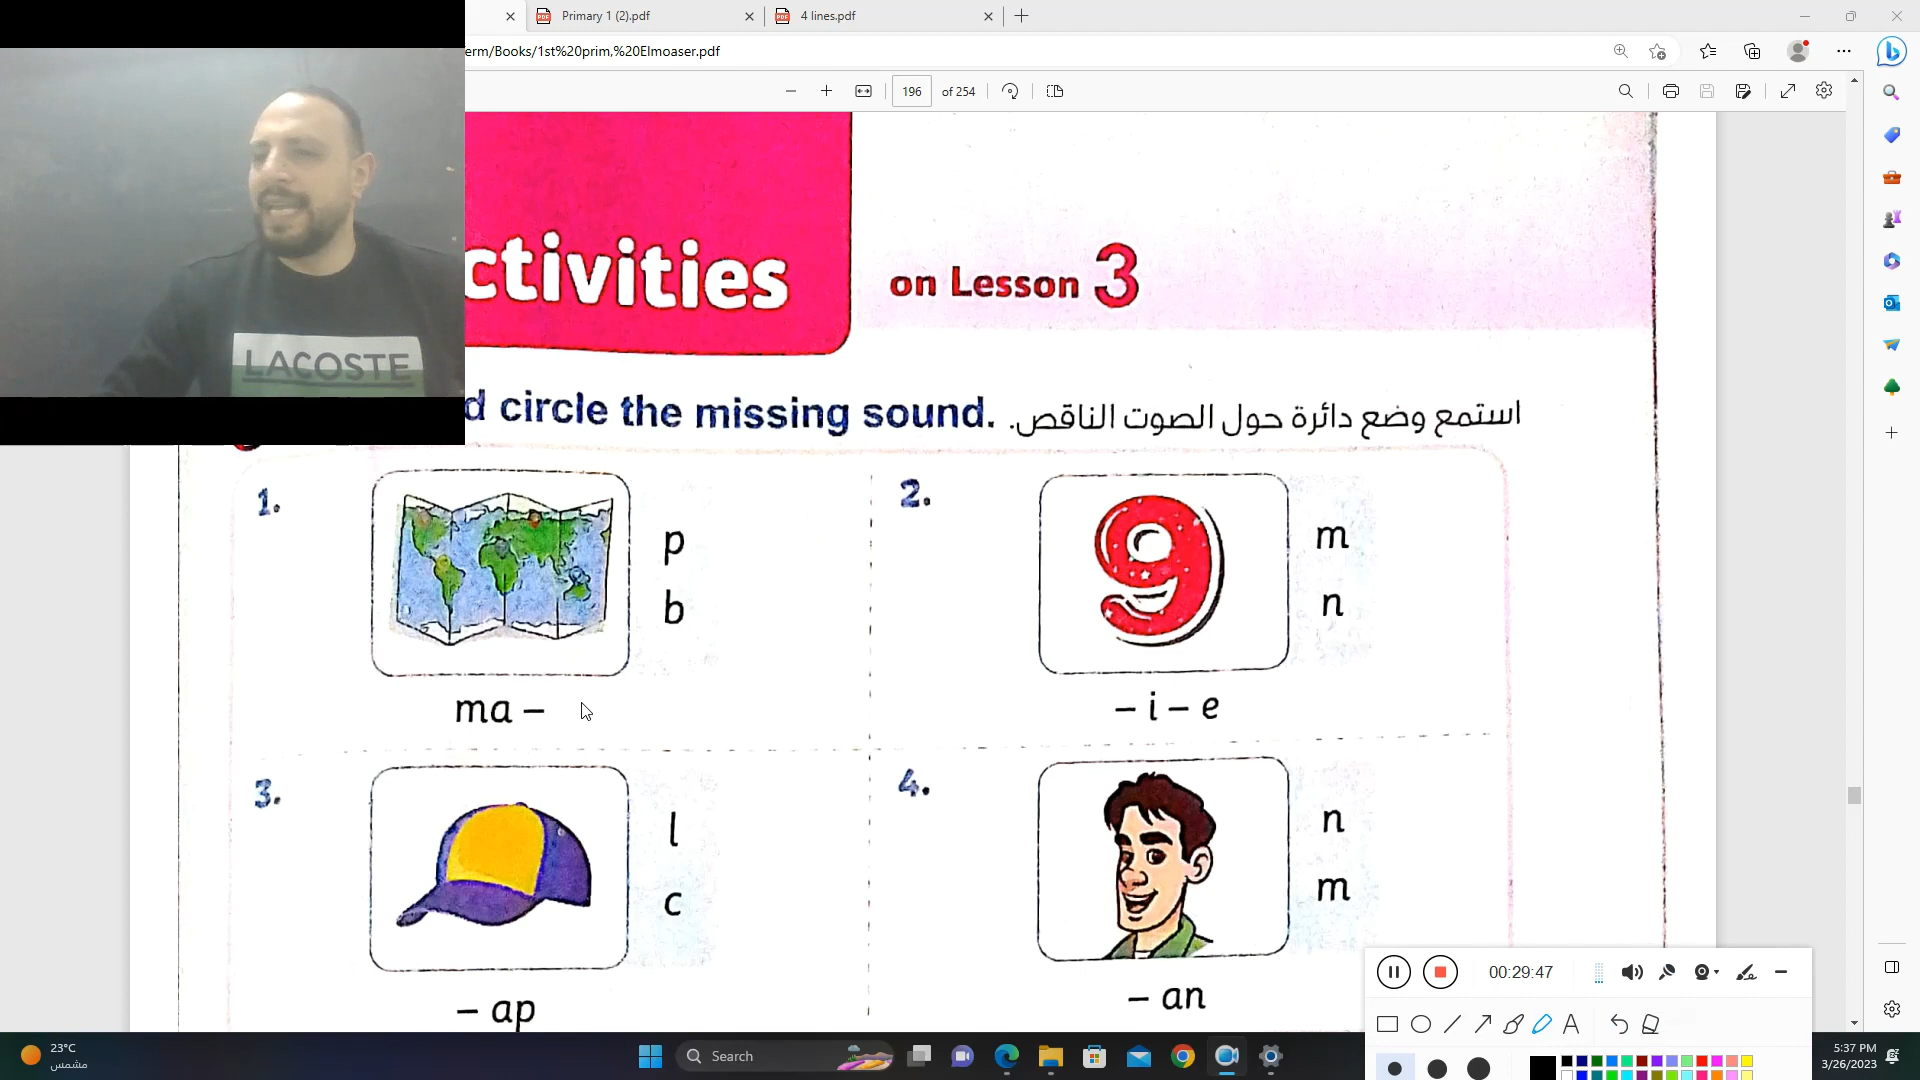 Primary 1 (2).pdf
4 lines.pdf
erm/Books/1st%20prim,%20Elmoaser.pdf
196 of 254
LACOSTE
ctivities
on Lesson 3
d circle the missing sound.
استمع وضع دائرة حول الصوت الناقص.
1.
p
b
ma –
2.
9
m
n
– i – e
3.
l
c
– ap
4.
n
m
– an
00:29:47
23°C
مشمس
Search
5:37 PM
3/26/2023